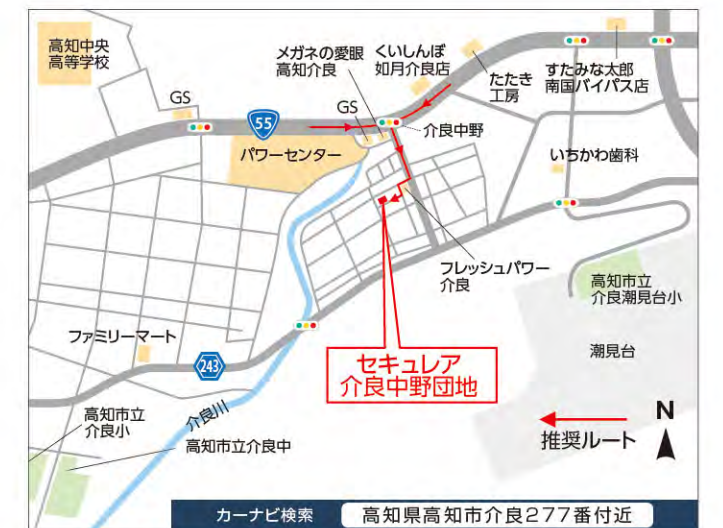 高知中央
高等学校
メガネの愛眼
高知介良
くいしんぼ
如月介良店
たたき
工房
すたみな太郎
南国バイパス店
GS
55
GS
介良中野
パワーセンター
いちかわ歯科
フレッシュパワー
介良
高知市立
介良潮見台小
ファミリーマート
243
潮見台
セキュレア
介良中野団地
高知市立
介良小
介良川
高知市立介良中
推奨ルート
N
カーナビ検索 高知県高知市介良277番付近